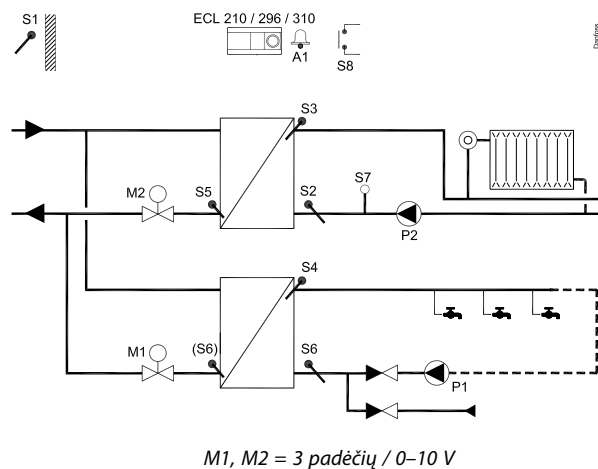 S1
ECL 210 / 296 / 310
A1
S8
Danfoss
S3
M2
S5
S2
S7
P2
S4
M1
(S6)
S6
P1
M1, M2 = 3 padėčių / 0–10 V